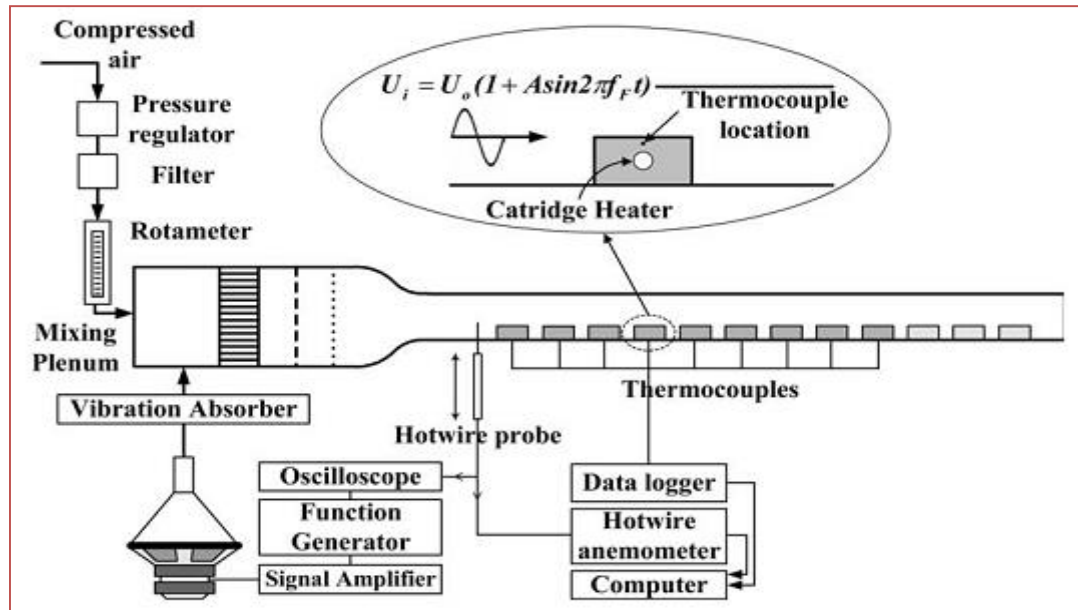 Compressed
air
Pressure
regulator
Filter
Rotameter
Mixing
Plenum
Vibration Absorber
U_i = U_o (1 + Asin2πf_F t)
Thermocouple
location
Catridge Heater
Thermocouples
Hotwire probe
Oscilloscope
Function
Generator
Signal Amplifier
Data logger
Hotwire
anemometer
Computer